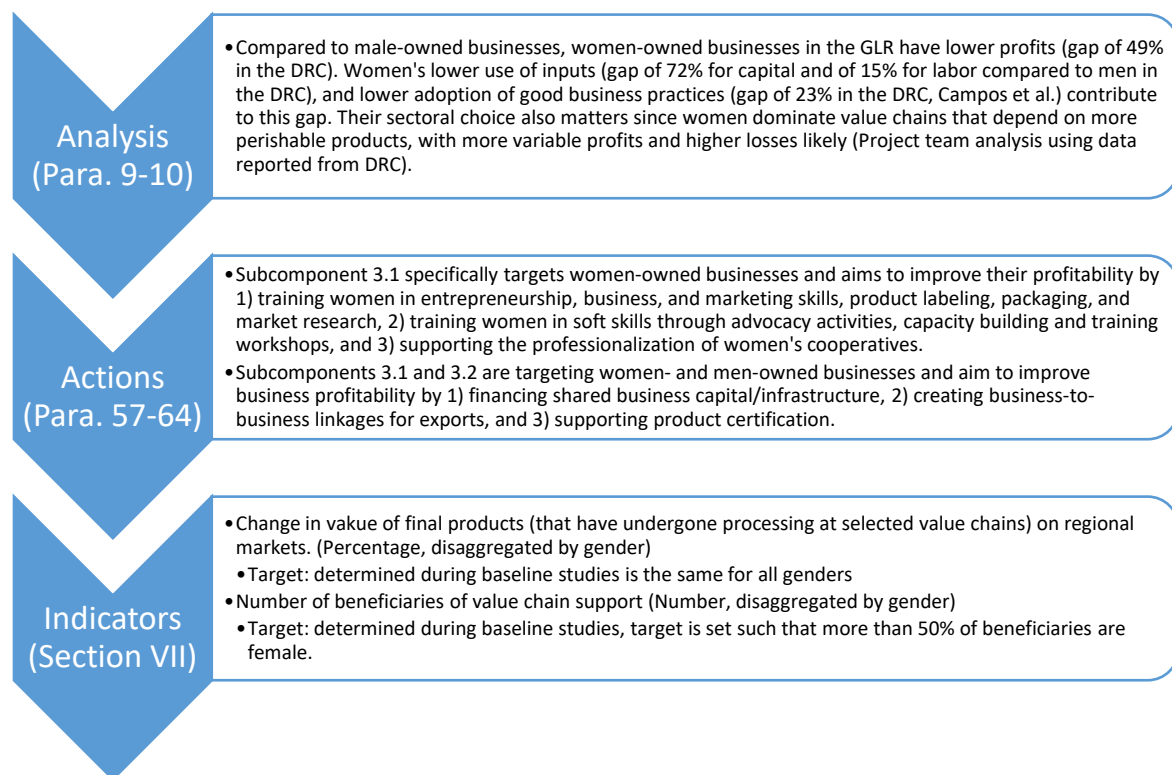 Analysis
(Para. 9-10)
•Compared to male-owned businesses, women-owned businesses in the GLR have lower profits (gap of 49%
in the DRC). Women's lower use of inputs (gap of 72% for capital and of 15% for labor compared to men in
the DRC), and lower adoption of good business practices (gap of 23% in the DRC, Campos et al.) contribute
to this gap. Their sectoral choice also matters since women dominate value chains that depend on more
perishable products, with more variable profits and higher losses likely (Project team analysis using data
reported from DRC).
Actions
(Para. 57-64)
•Subcomponent 3.1 specifically targets women-owned businesses and aims to improve their profitability by
1) training women in entrepreneurship, business, and marketing skills, product labeling, packaging, and
market research, 2) training women in soft skills through advocacy activities, capacity building and training
workshops, and 3) supporting the professionalization of women's cooperatives.
•Subcomponents 3.1 and 3.2 are targeting women- and men-owned businesses and aim to improve
business profitability by 1) financing shared business capital/infrastructure, 2) creating business-to-
business linkages for exports, and 3) supporting product certification.
Indicators
(Section VII)
•Change in vakue of final products (that have undergone processing at selected value chains) on regional
markets. (Percentage, disaggregated by gender)
•Target: determined during baseline studies is the same for all genders
•Number of beneficiaries of value chain support (Number, disaggregated by gender)
•Target: determined during baseline studies, target is set such that more than 50% of beneficiaries are
female.